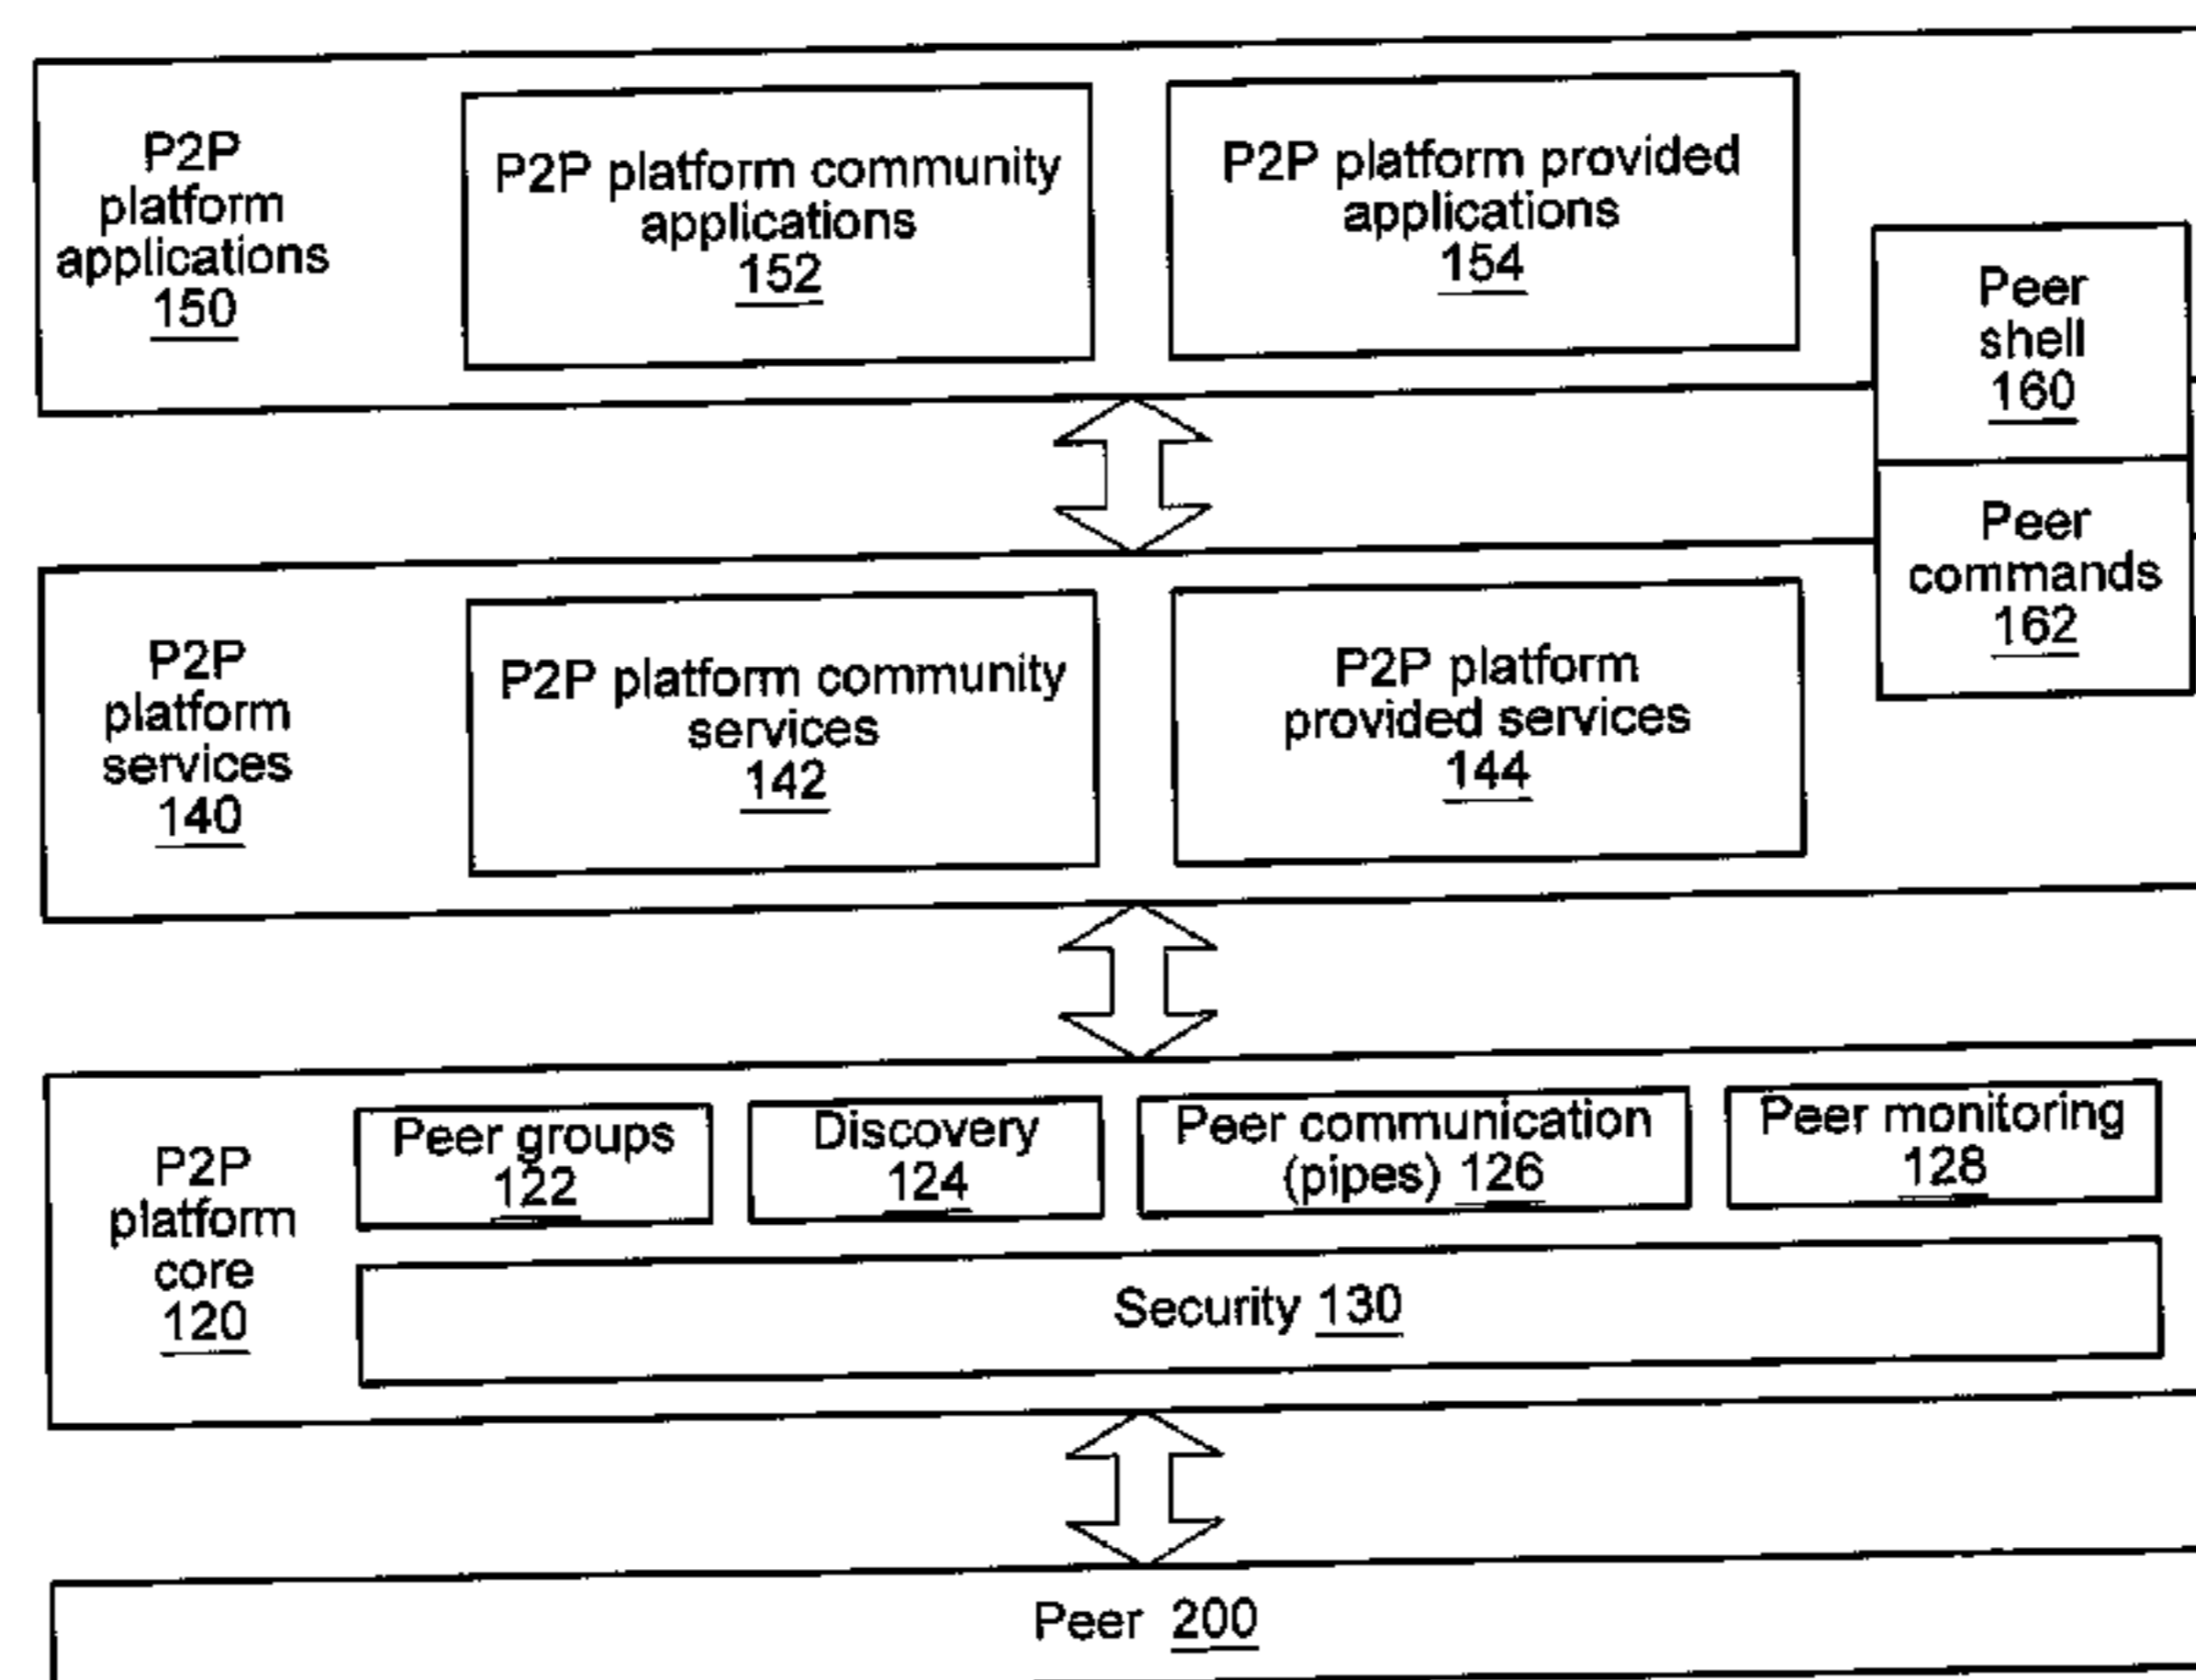 P2P
platform
applications
150
P2P platform community
applications
152
P2P platform provided
applications
154
Peer
shell
160
Peer
commands
162
P2P
platform
services
140
P2P platform community
services
142
P2P platform
provided services
144
P2P
platform
core
120
Peer groups
122
Discovery
124
Peer communication
(pipes) 126
Peer monitoring
128
Security 130
Peer 200